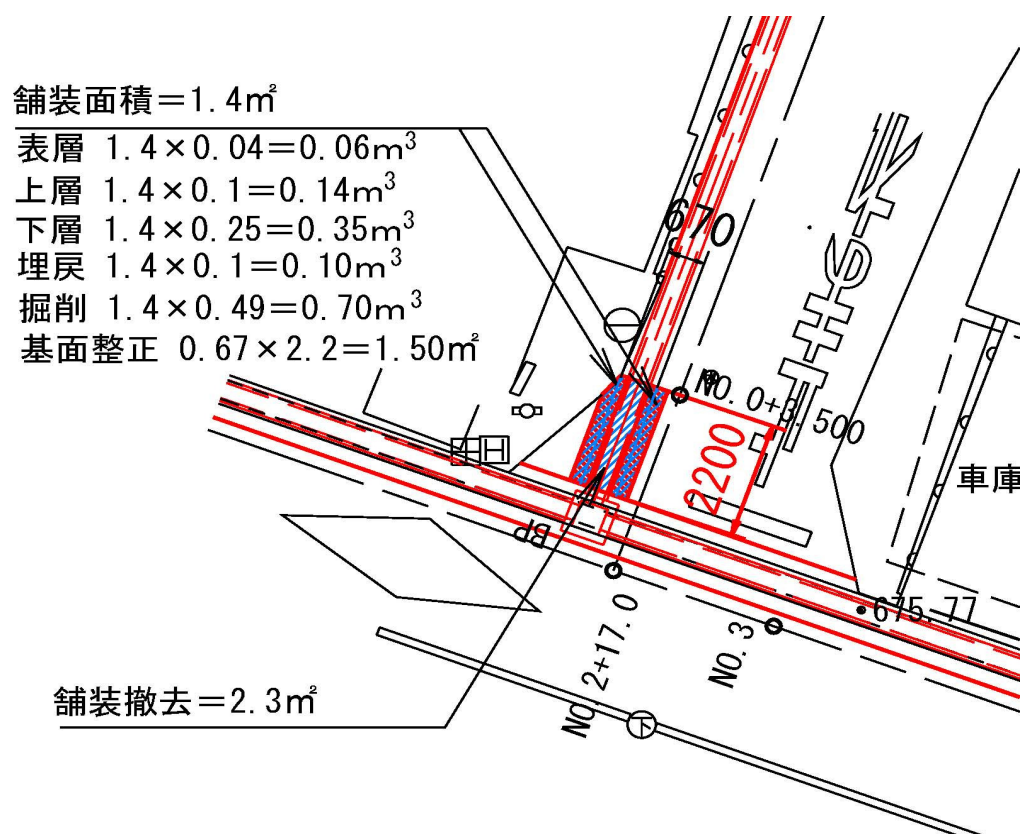 舗装面積＝1.4㎡
表層 1.4×0.04＝0.06m³
上層 1.4×0.1＝0.14m³
下層 1.4×0.25＝0.35m³
埋戻 1.4×0.1＝0.10m³
掘削 1.4×0.49＝0.70m³
基面整正 0.67×2.2＝1.50㎡
670
NO.0+3.500
2200
車庫
BP
675.77
NO.2+17.0
NO.3
舗装撤去＝2.3㎡
下